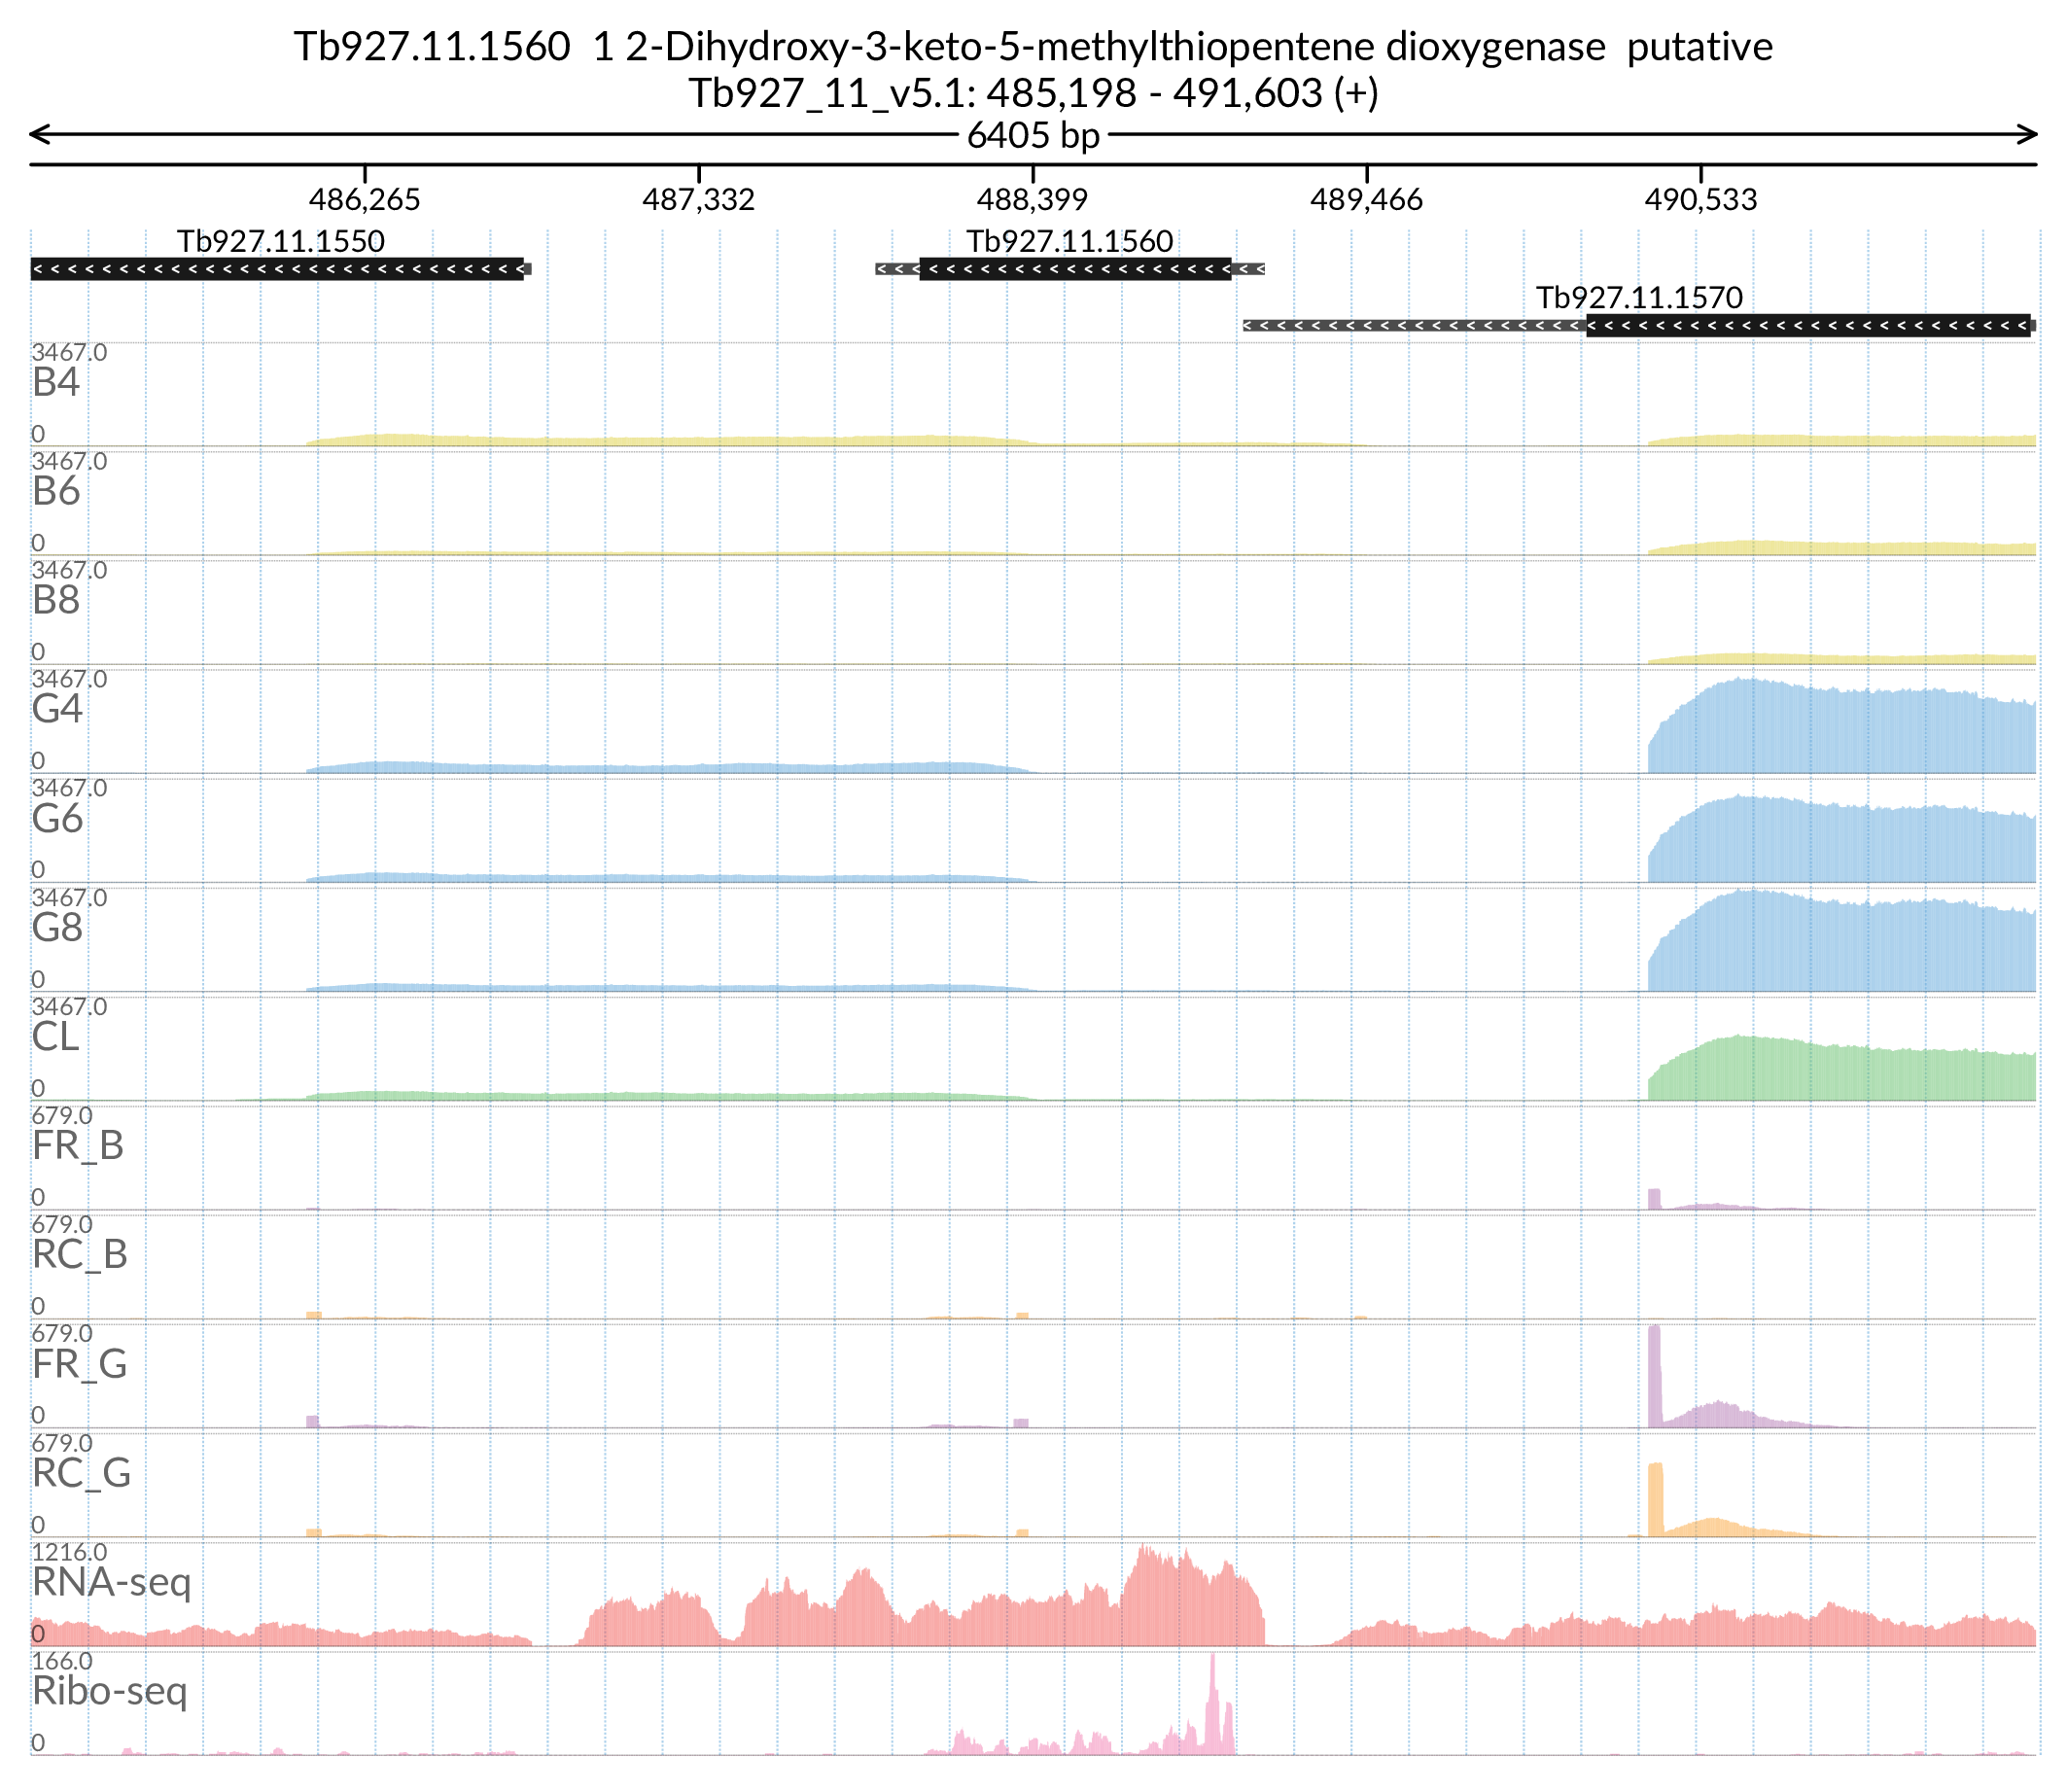 Tb927.11.1560  1 2-Dihydroxy-3-keto-5-methylthiopentene dioxygenase  putative
Tb927_11_v5.1: 485,198 - 491,603 (+)
6405 bp
486,265 487,332 488,399 489,466 490,533
Tb927.11.1550 Tb927.11.1560
Tb927.11.1570
3467.0
B4
0
3467.0
B6
0
3467.0
B8
0
3467.0
G4
0
3467.0
G6
0
3467.0
G8
0
3467.0
CL
0
679.0
FR_B
0
679.0
RC_B
0
679.0
FR_G
0
679.0
RC_G
0
1216.0
RNA-seq
0
166.0
Ribo-seq
0